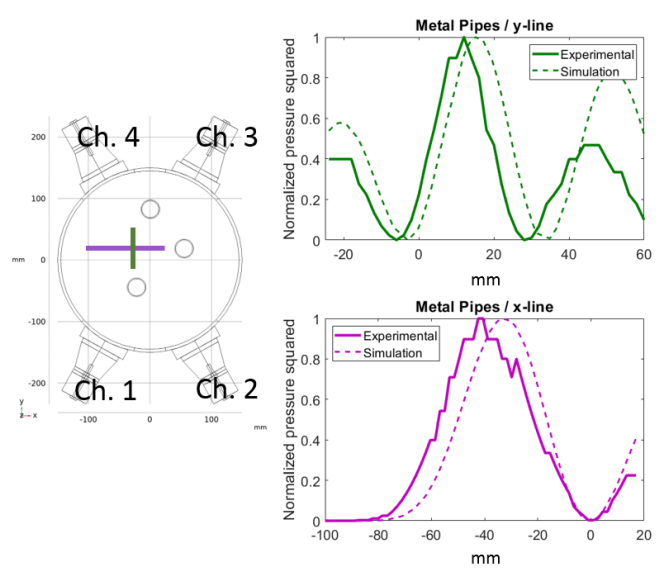 Ch. 4
Ch. 3
Ch. 1
Ch. 2
200
100
0
-100
-200
mm
-100
0
100
mm
y
z
x
Metal Pipes / y-line
Normalized pressure squared
1
0.8
0.6
0.4
0.2
0
-20
0
20
40
60
mm
Experimental
Simulation
Metal Pipes / x-line
Normalized pressure squared
1
0.8
0.6
0.4
0.2
0
-100
-80
-60
-40
-20
0
20
mm
Experimental
Simulation